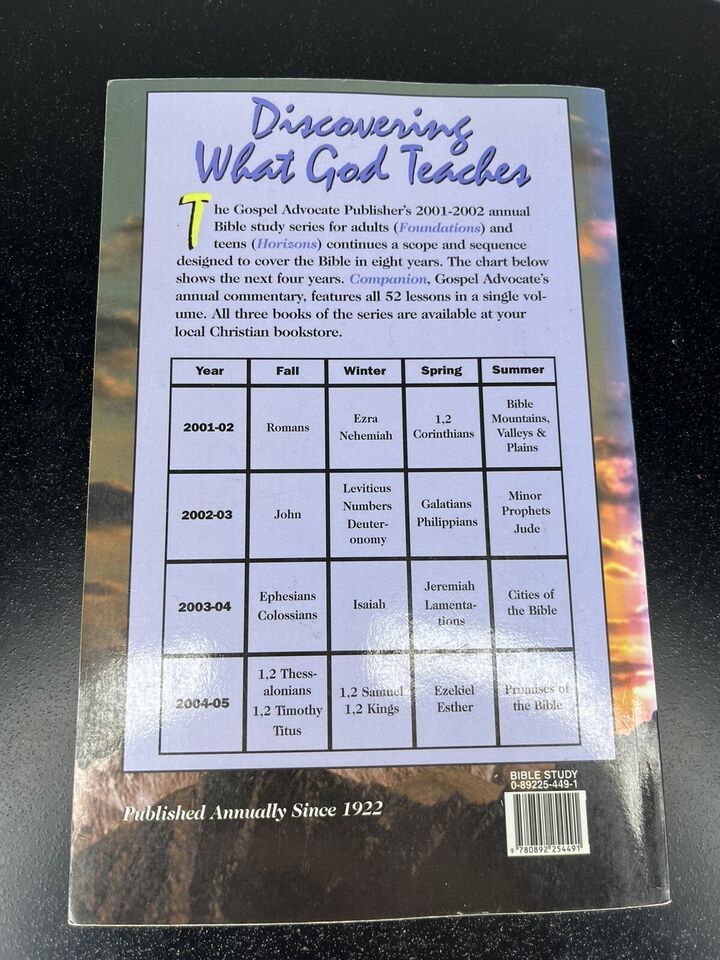 Discovering
What God Teaches
The Gospel Advocate Publisher's 2001-2002 annual
Bible study series for adults (Foundations) and
teens (Horizons) continues a scope and sequence
designed to cover the Bible in eight years. The chart below
shows the next four years. Companion, Gospel Advocate's
annual commentary, features all 52 lessons in a single vol-
ume. All three books of the series are available at your
local Christian bookstore.
Year Fall Winter Spring Summer
2001-02
Romans
Ezra
Nehemiah
1,2
Corinthians
Bible
Mountains,
Valleys &
Plains
2002-03
John
Leviticus
Numbers
Deuter-
onomy
Galatians
Philippians
Minor
Prophets
Jude
2003-04
Ephesians
Colossians
Isaiah
Jeremiah
Lamenta-
tions
Cities of
the Bible
2004-05
1,2 Thess-
alonians
1,2 Timothy
Titus
1,2 Samuel
1,2 Kings
Ezekiel
Esther
Promises of
the Bible
Published Annually Since 1922
BIBLE STUDY
0-89225-449-1
9 780892 254491